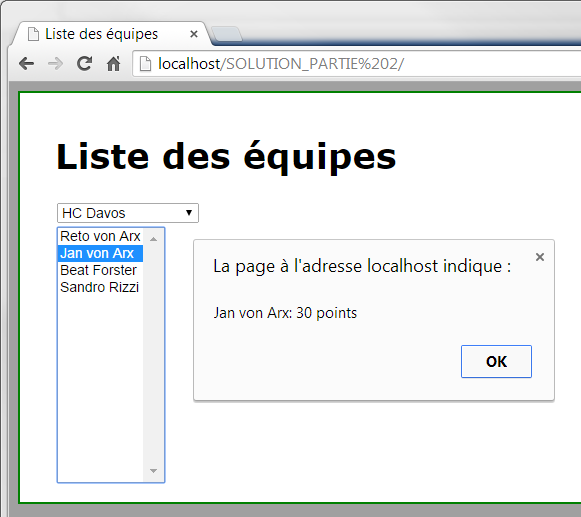 Liste des équipes
localhost/SOLUTION_PARTIE%202/
Liste des équipes
HC Davos
Reto von Arx
Jan von Arx
Beat Forster
Sandro Rizzi
La page à l'adresse localhost indique :
Jan von Arx: 30 points
OK